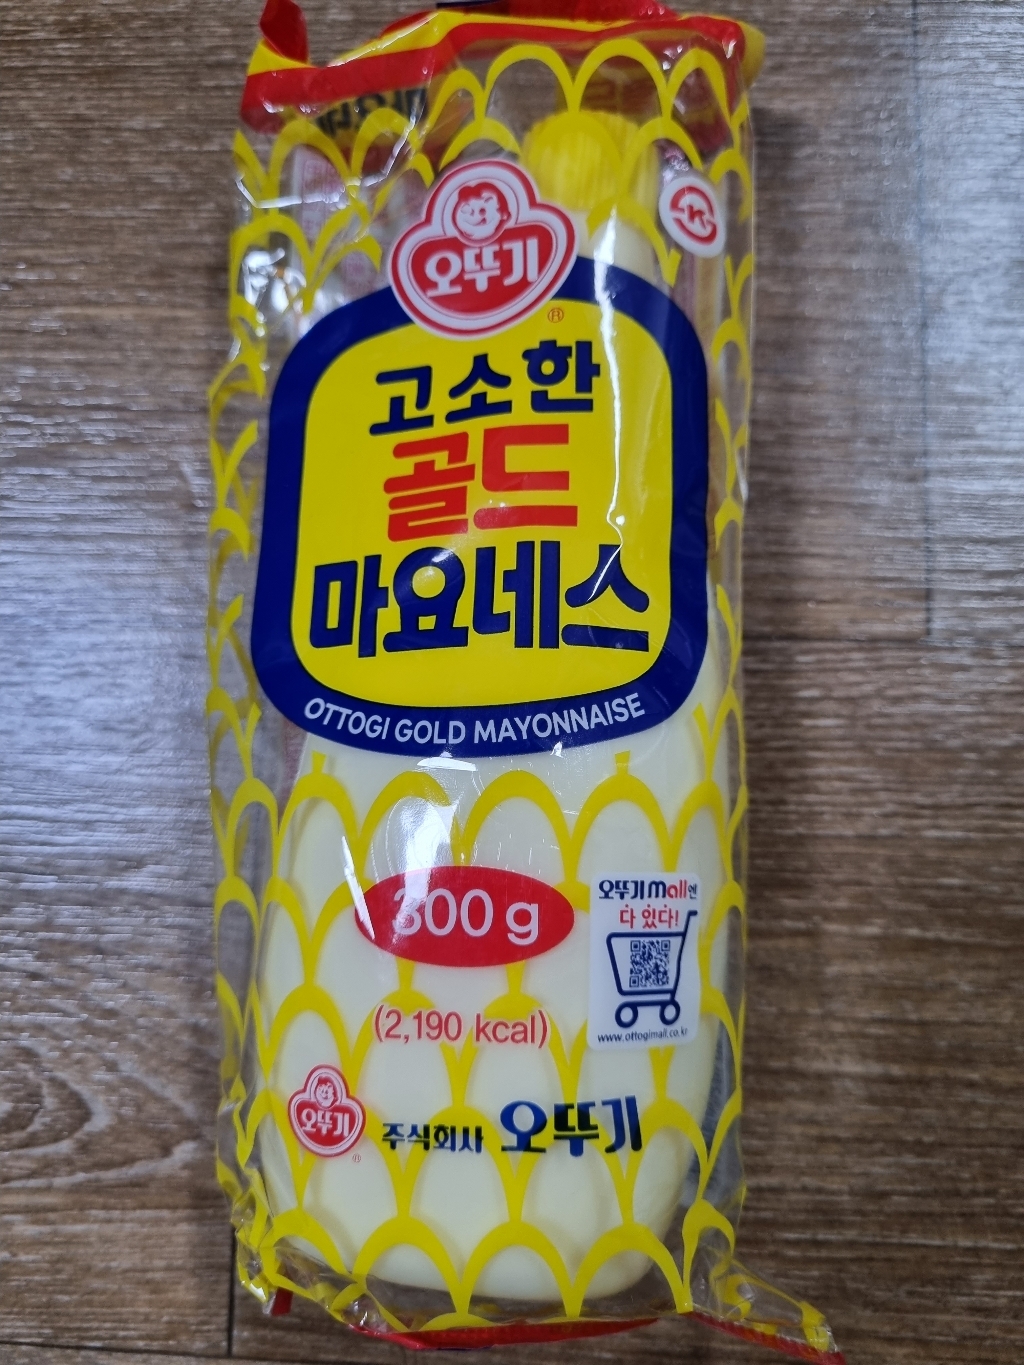 오뚜기
K
®
고소한
골드
마요네스
OTTOGI GOLD MAYONNAISE
300 g
오뚜기mall엔
다 있다!
www.ottogimall.co.kr
(2,190 kcal)
오뚜기
®
주식회사 오뚜기